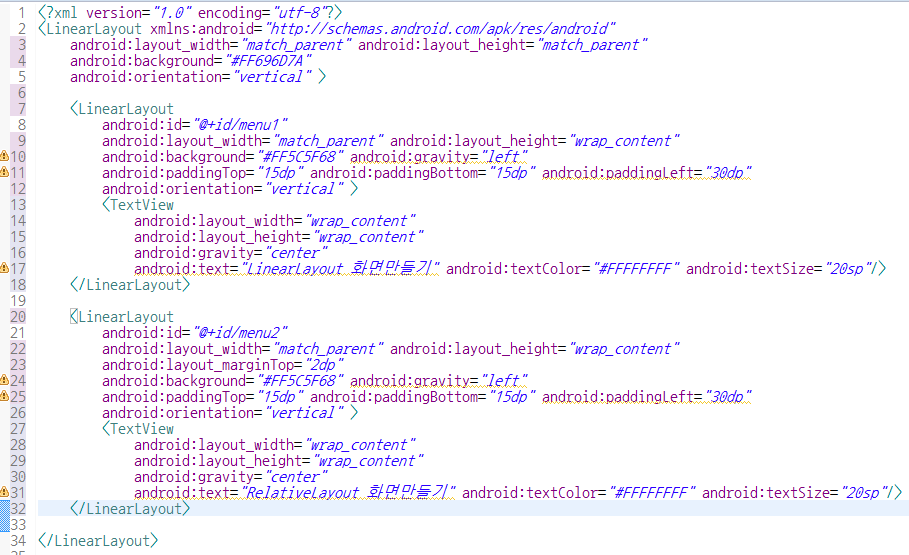 1 <?xml version="1.0" encoding="utf-8"?>
2 <LinearLayout xmlns:android="http://schemas.android.com/apk/res/android"
3     android:layout_width="match_parent" android:layout_height="match_parent"
4     android:background="#FF696D7A"
5     android:orientation="vertical" >
6
7     <LinearLayout
8         android:id="@+id/menu1"
9         android:layout_width="match_parent" android:layout_height="wrap_content"
10         android:background="#FF5C5F68" android:gravity="left"
11         android:paddingTop="15dp" android:paddingBottom="15dp" android:paddingLeft="30dp"
12         android:orientation="vertical" >
13         <TextView
14             android:layout_width="wrap_content"
15             android:layout_height="wrap_content"
16             android:gravity="center"
17             android:text="LinearLayout 화면만들기" android:textColor="#FFFFFFFF" android:textSize="20sp"/>
18     </LinearLayout>
19
20     <LinearLayout
21         android:id="@+id/menu2"
22         android:layout_width="match_parent" android:layout_height="wrap_content"
23         android:layout_marginTop="2dp"
24         android:background="#FF5C5F68" android:gravity="left"
25         android:paddingTop="15dp" android:paddingBottom="15dp" android:paddingLeft="30dp"
26         android:orientation="vertical" >
27         <TextView
28             android:layout_width="wrap_content"
29             android:layout_height="wrap_content"
30             android:gravity="center"
31             android:text="RelativeLayout 화면만들기" android:textColor="#FFFFFFFF" android:textSize="20sp"/>
32     </LinearLayout>
33
34 </LinearLayout>